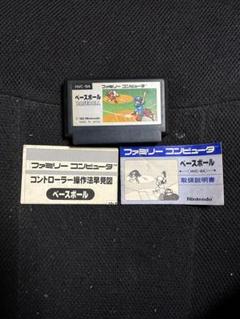 HVC-BA
ファミリー コンピュータ
ベースボール
BASEBALL
ファミリー コンピュータ
コントローラー操作法早見図
ベースボール
ファミリー コンピュータ
ベースボール
HVC-BA
取扱説明書
Nintendo